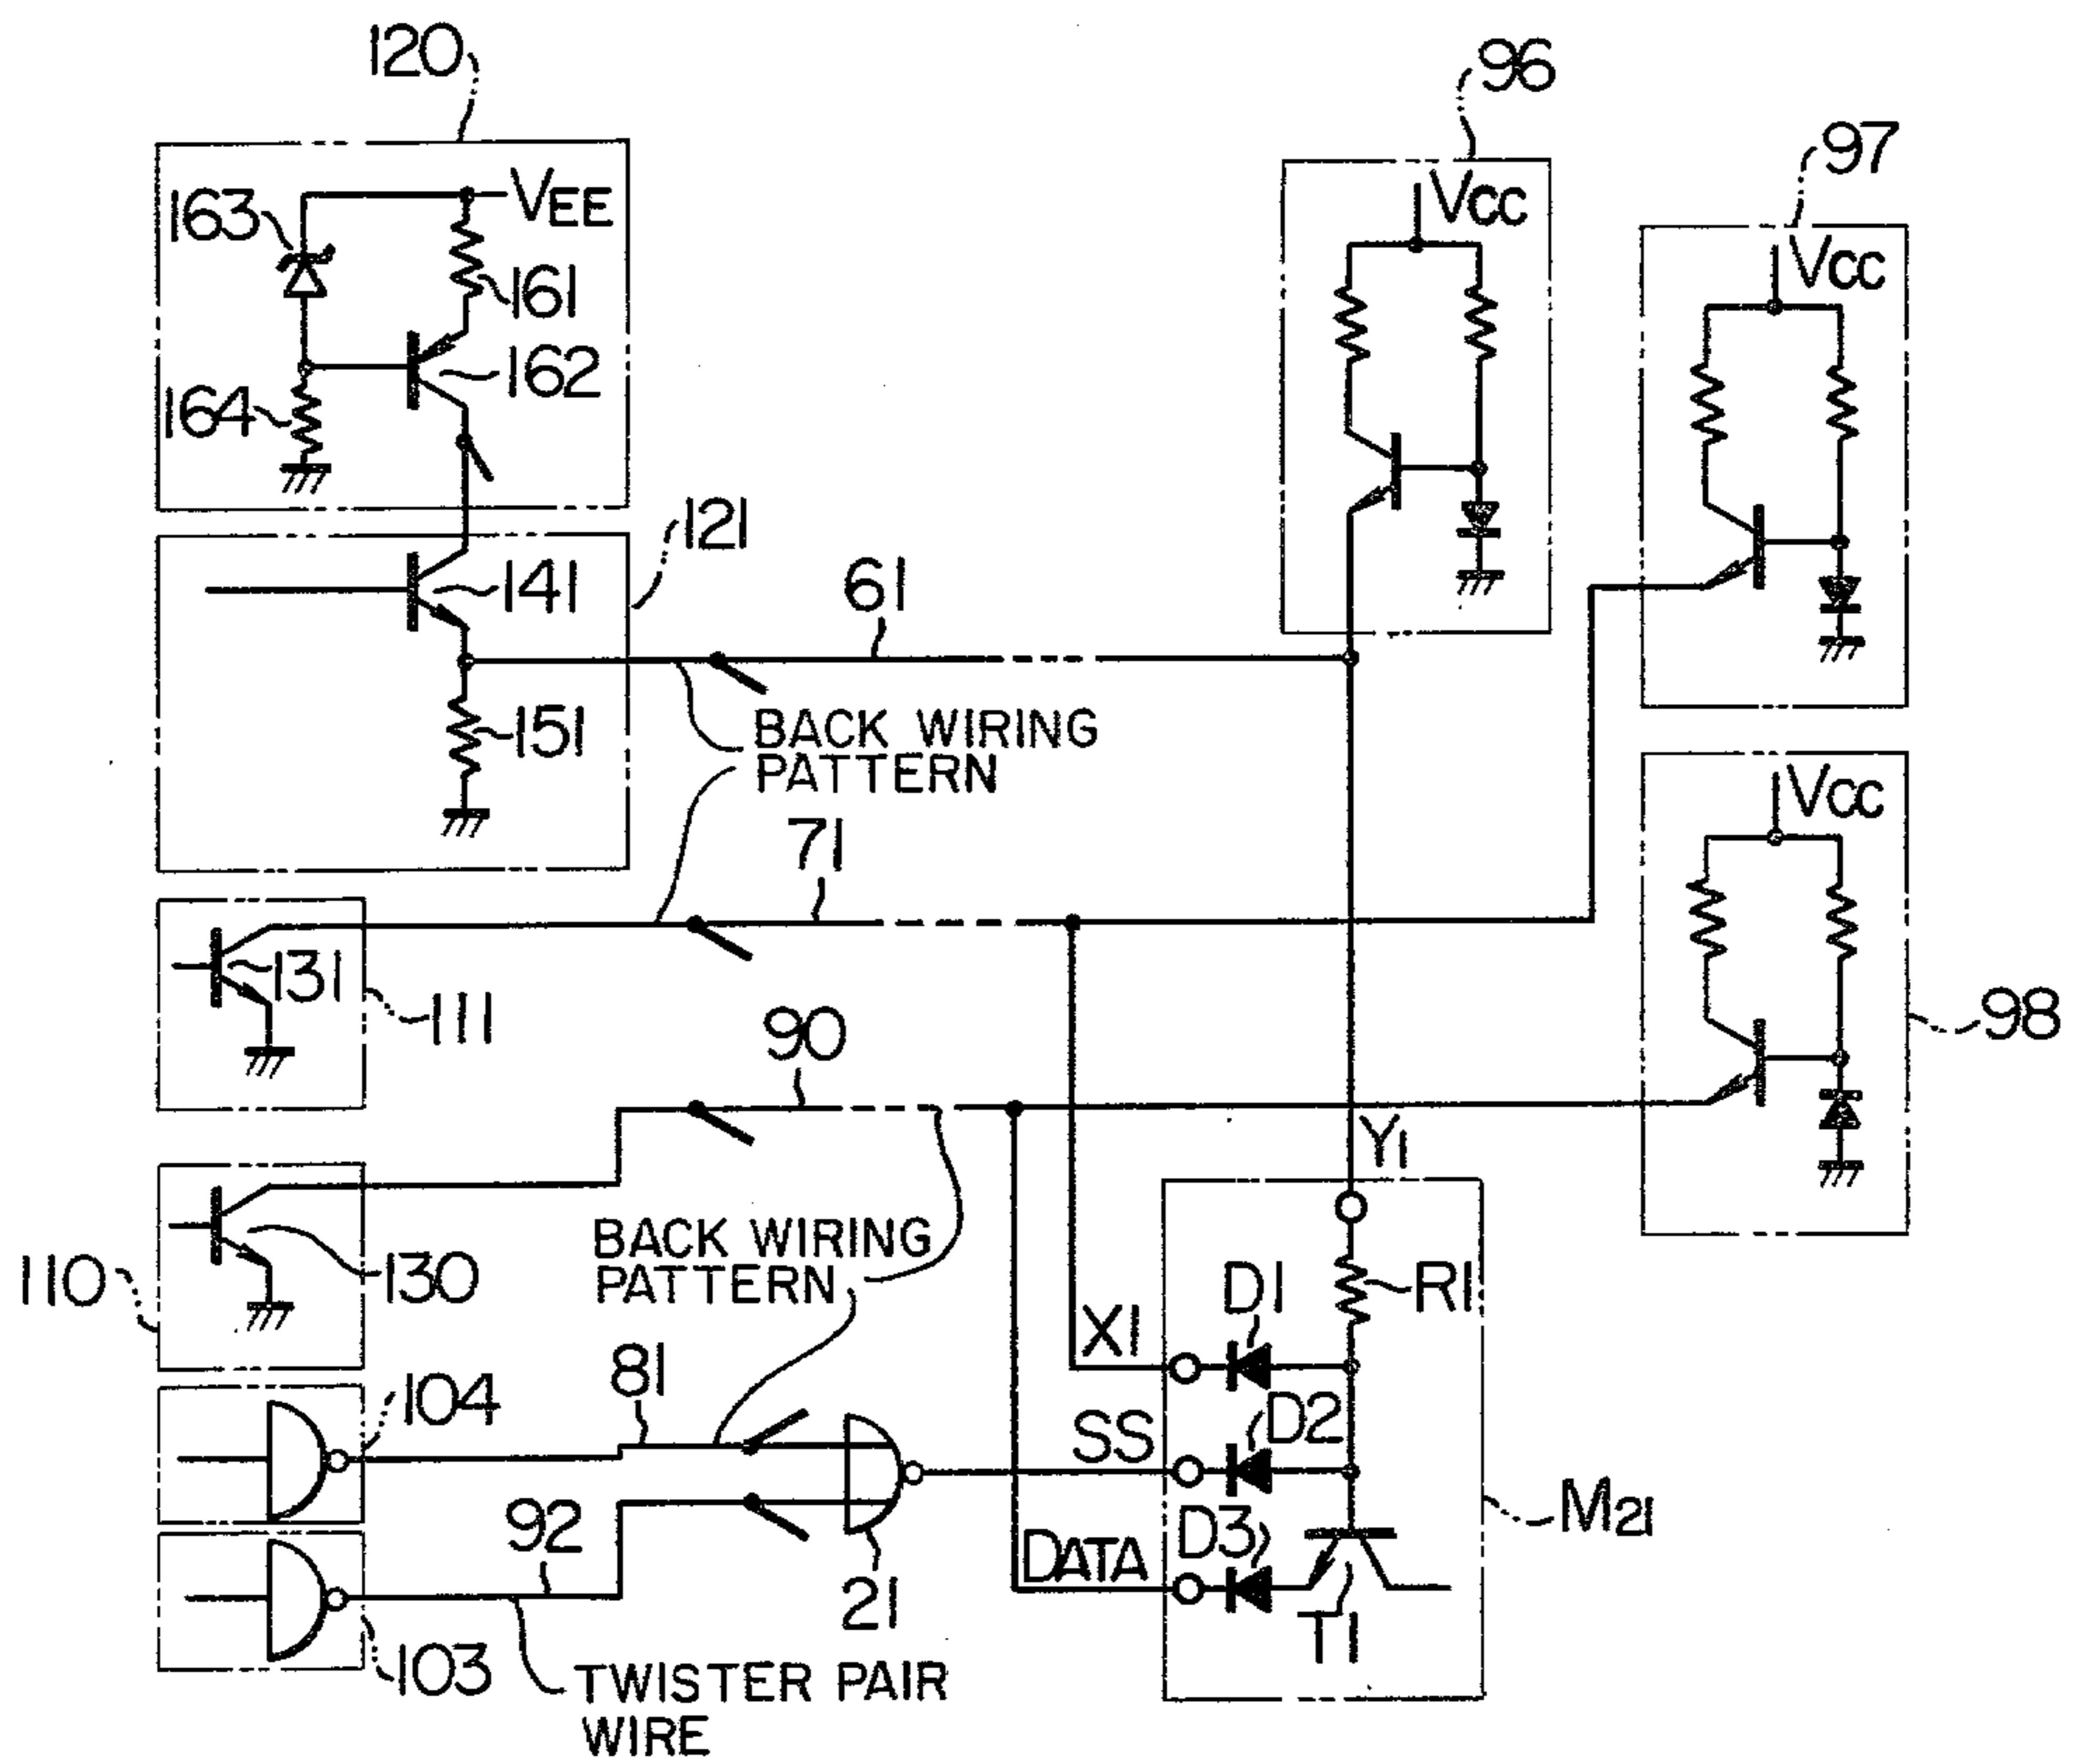 120
96
97
VEE
VCC
163
161
VCC
162
164
121
141
61
151
BACK WIRING
PATTERN
VCC
71
131
111
90
98
Y1
BACK WIRING
PATTERN
110
130
D1
R1
X1
81
104
D2
SS
92
M21
D3
DATA
21
T1
103
TWISTER PAIR
WIRE